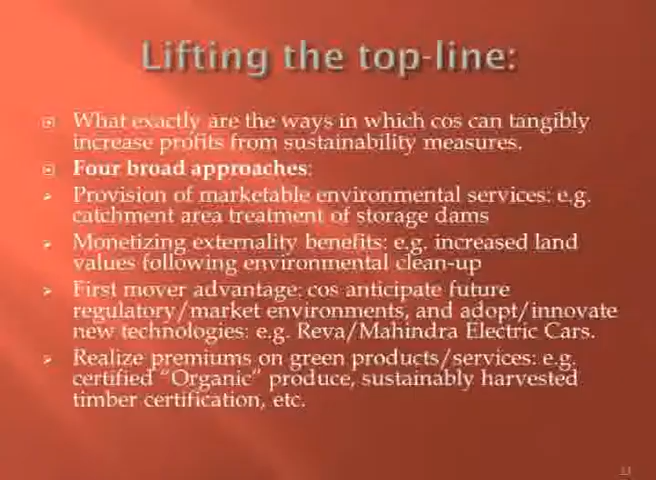 Lifting the top-line:
What exactly are the ways in which cos can tangibly
increase profits from sustainability measures.
Four broad approaches:
Provision of marketable environmental services: e.g.
catchment area treatment of storage dams
Monetizing externality benefits: e.g. increased land
values following environmental clean-up
First mover advantage: cos anticipate future
regulatory/market environments, and adopt/innovate
new technologies: e.g. Reva/Mahindra Electric Cars.
Realize premiums on green products/services: e.g.
certified "Organic" produce, sustainably harvested
timber certification, etc.